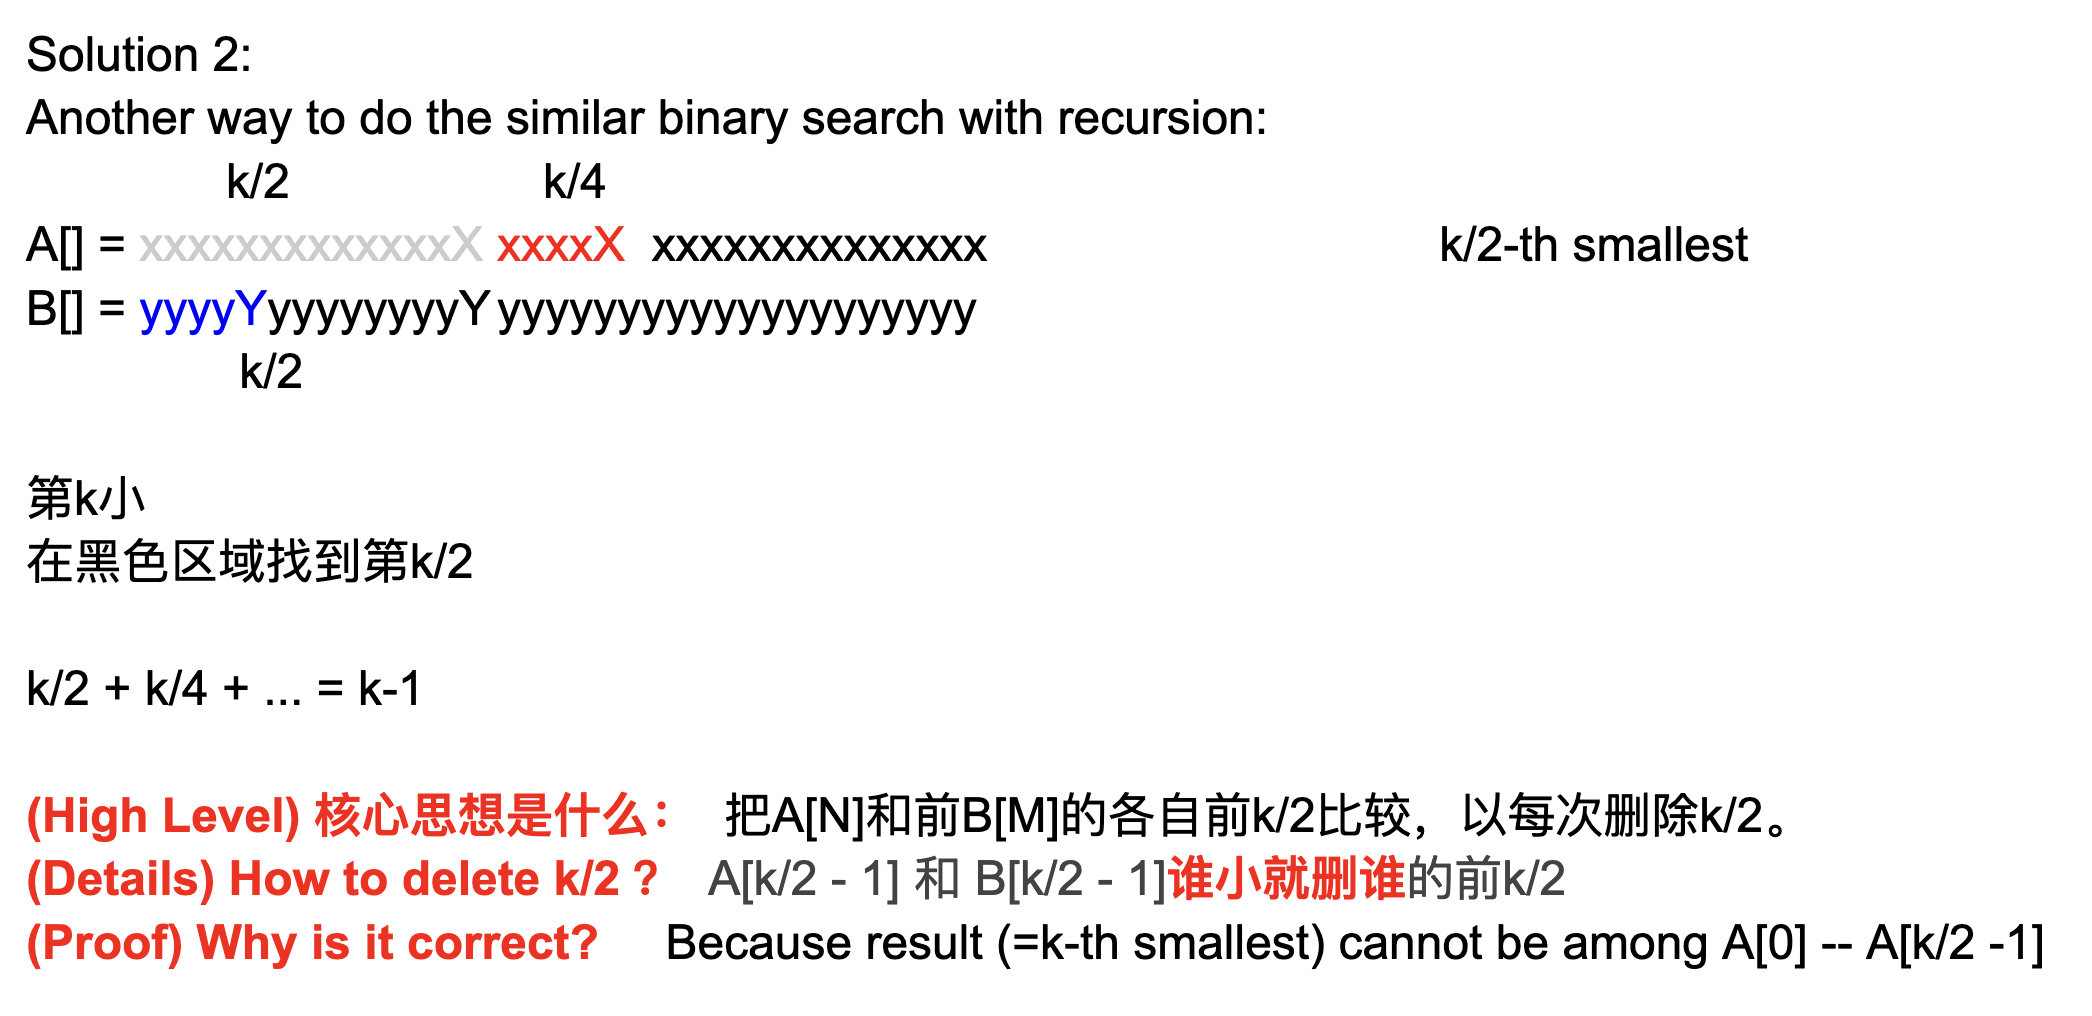 Solution 2:
Another way to do the similar binary search with recursion:
k/2 k/4
A[] = xxxxxxxxxxxxxX xxxxX xxxxxxxxxxxxxx k/2-th smallest
B[] = yyyyYyyyyyyyyY yyyyyyyyyyyyyyyyyyyy
k/2
第k小
在黑色区域找到第k/2
k/2 + k/4 + ... = k-1
(High Level) 核心思想是什么： 把A[N]和前B[M]的各自前k/2比较，以每次删除k/2。
(Details) How to delete k/2 ? A[k/2 - 1] 和 B[k/2 - 1]谁小就删谁的前k/2
(Proof) Why is it correct? Because result (=k-th smallest) cannot be among A[0] -- A[k/2 -1]